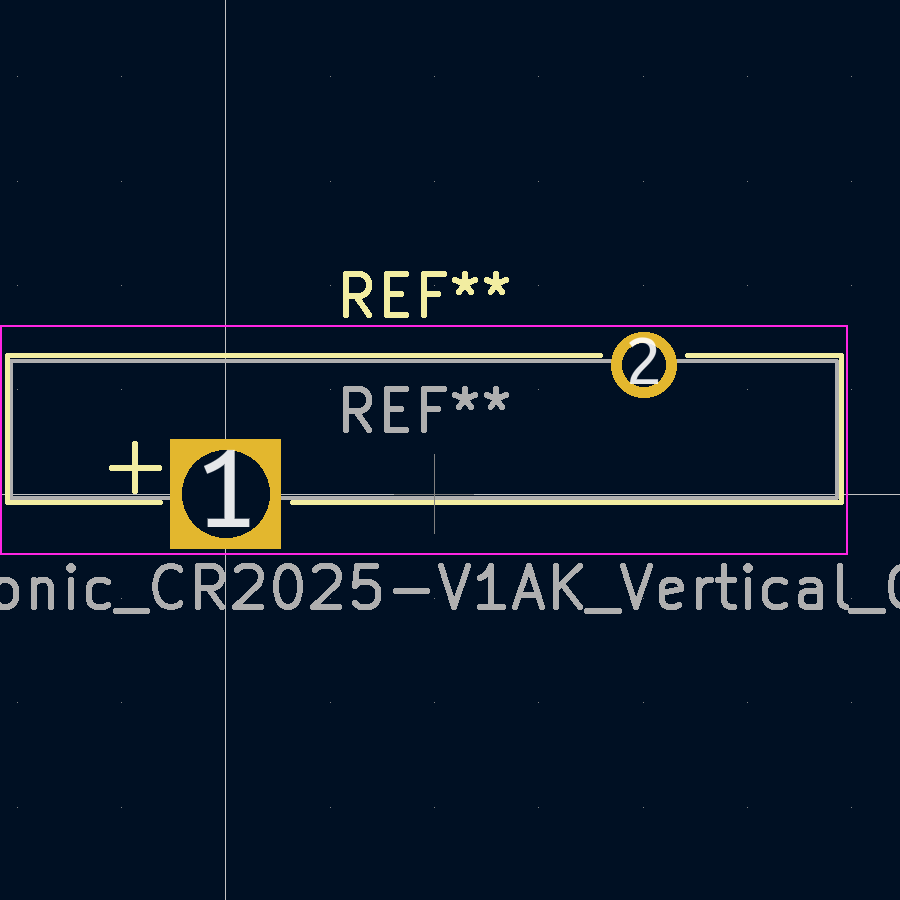 REF**
2
REF**
+
1
onic_CR2025-V1AK_Vertical_C